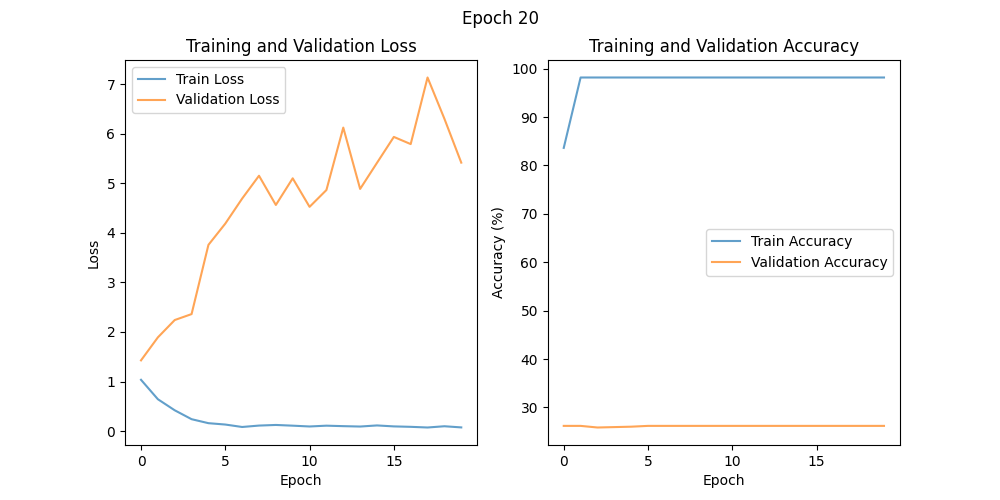 Epoch 20
Training and Validation Loss
Train Loss
Validation Loss
Loss
7
6
5
4
3
2
1
0
0 5 10 15
Epoch
Training and Validation Accuracy
Train Accuracy
Validation Accuracy
Accuracy (%)
100
90
80
70
60
50
40
30
0 5 10 15
Epoch